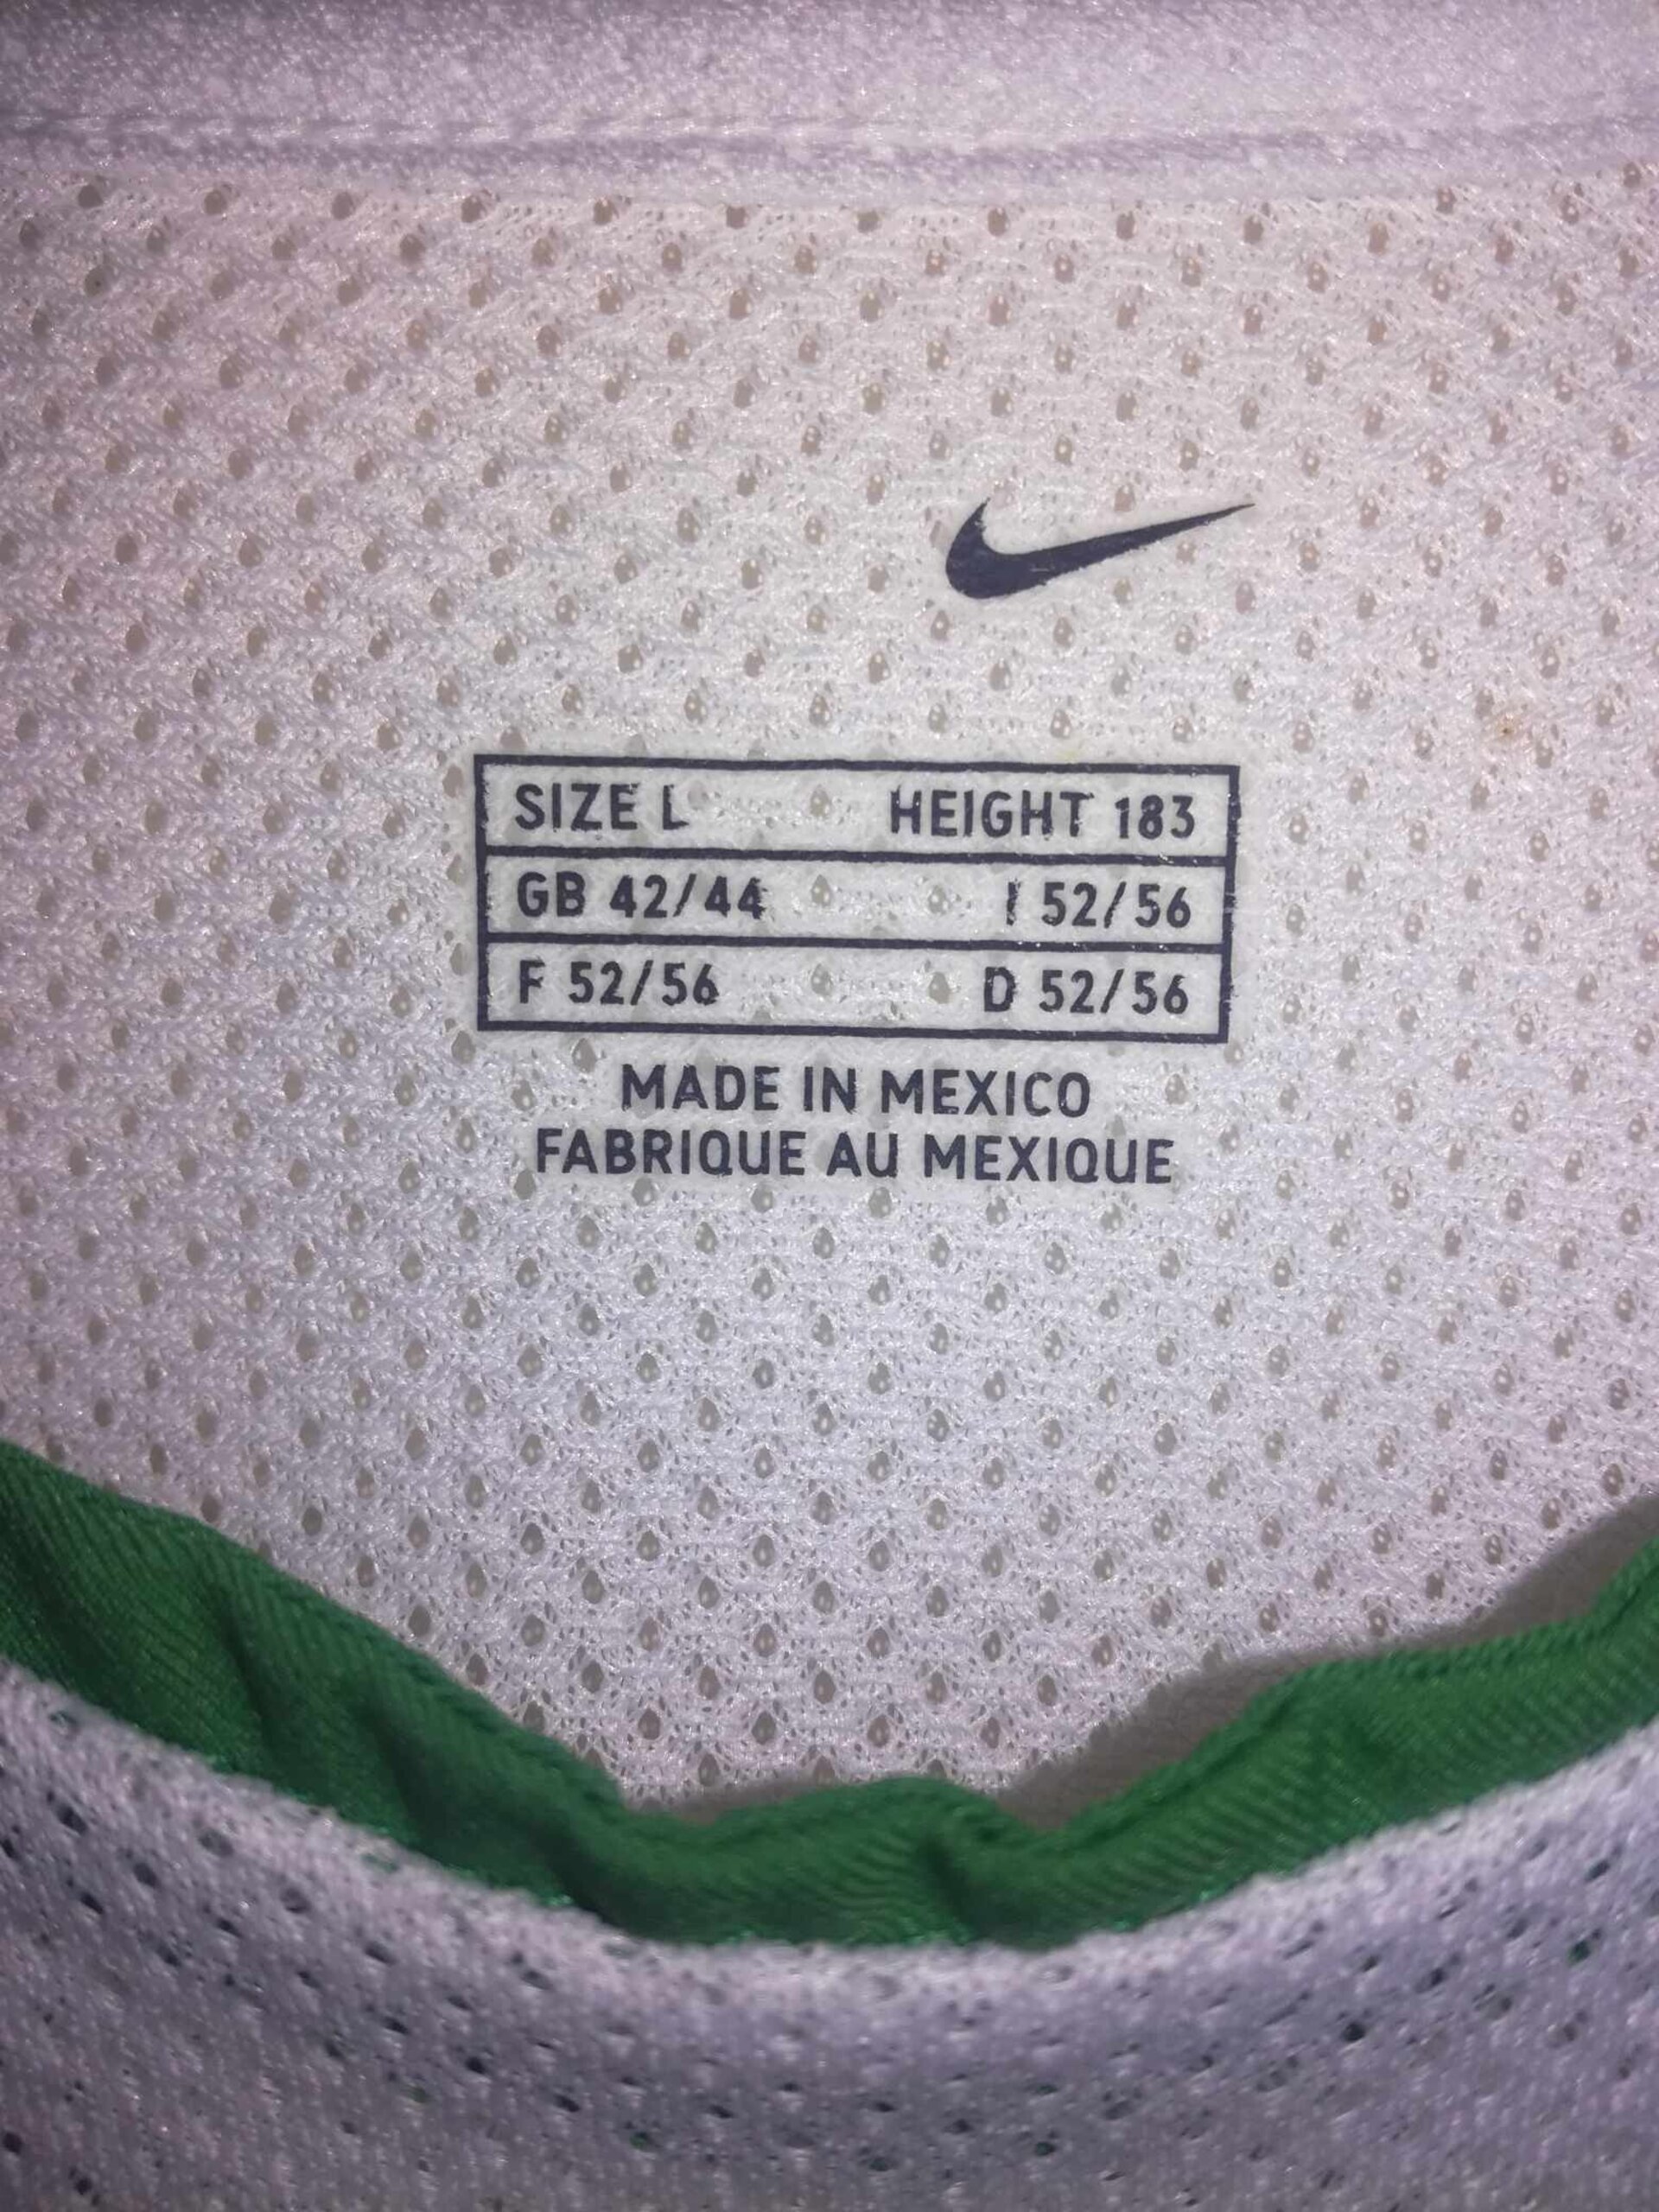 SIZE L HEIGHT 183
GB 42/44 I 52/56
F 52/56 D 52/56
MADE IN MEXICO
FABRIQUE AU MEXIQUE